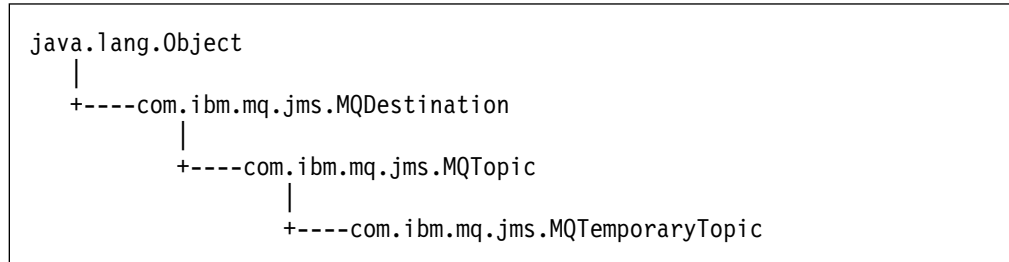 java.lang.Object
|
+----com.ibm.mq.jms.MQDestination
|
+----com.ibm.mq.jms.MQTopic
|
+----com.ibm.mq.jms.MQTemporaryTopic